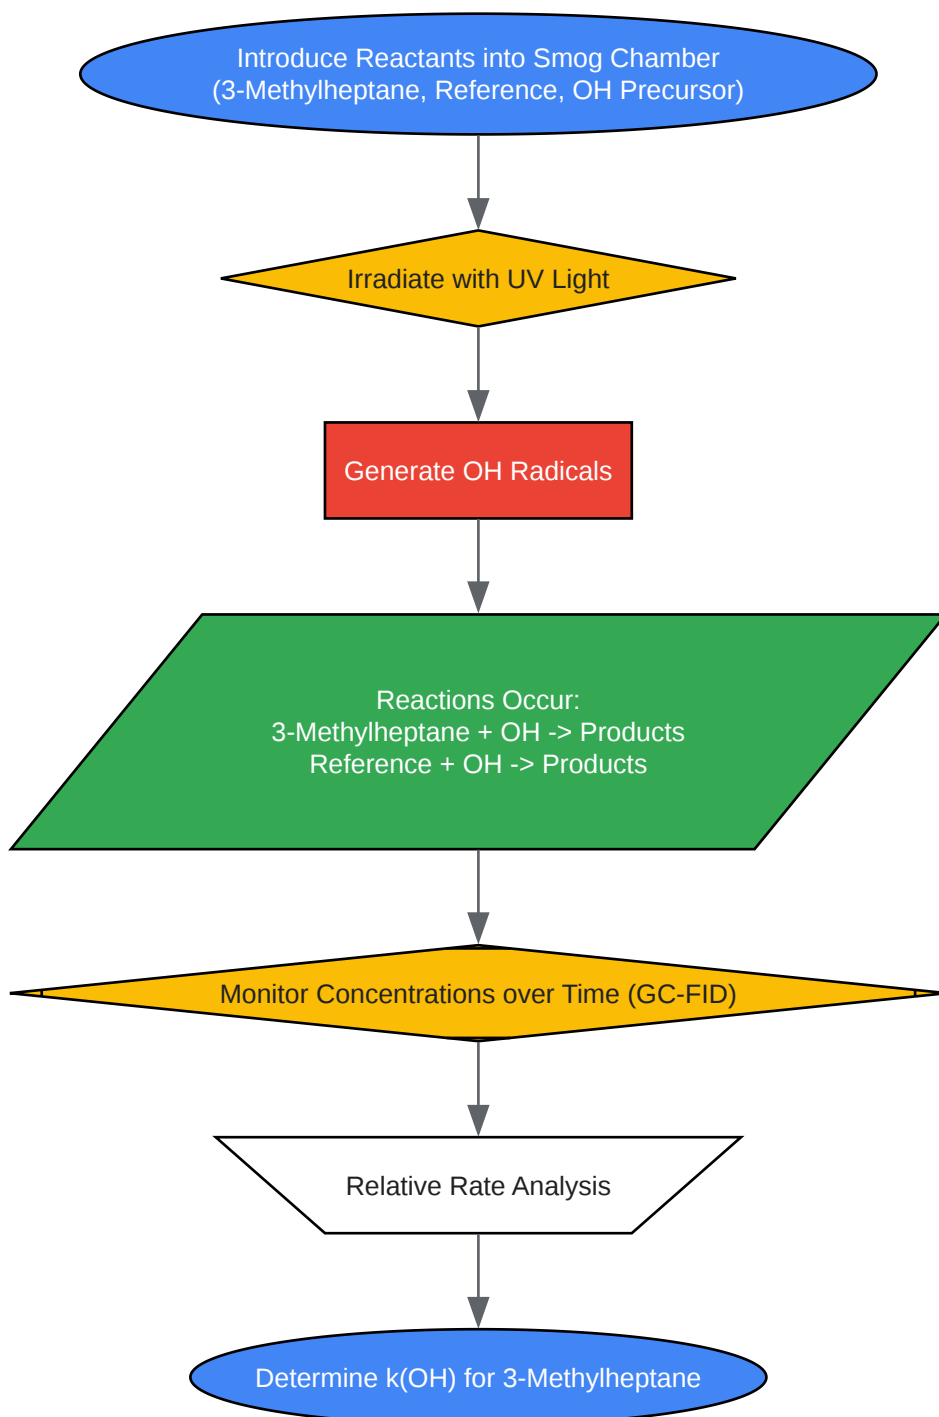 Introduce Reactants into Smog Chamber
(3-Methylheptane, Reference, OH Precursor)
Irradiate with UV Light
Generate OH Radicals
Reactions Occur:
3-Methylheptane + OH -> Products
Reference + OH -> Products
Monitor Concentrations over Time (GC-FID)
Relative Rate Analysis
Determine k(OH) for 3-Methylheptane